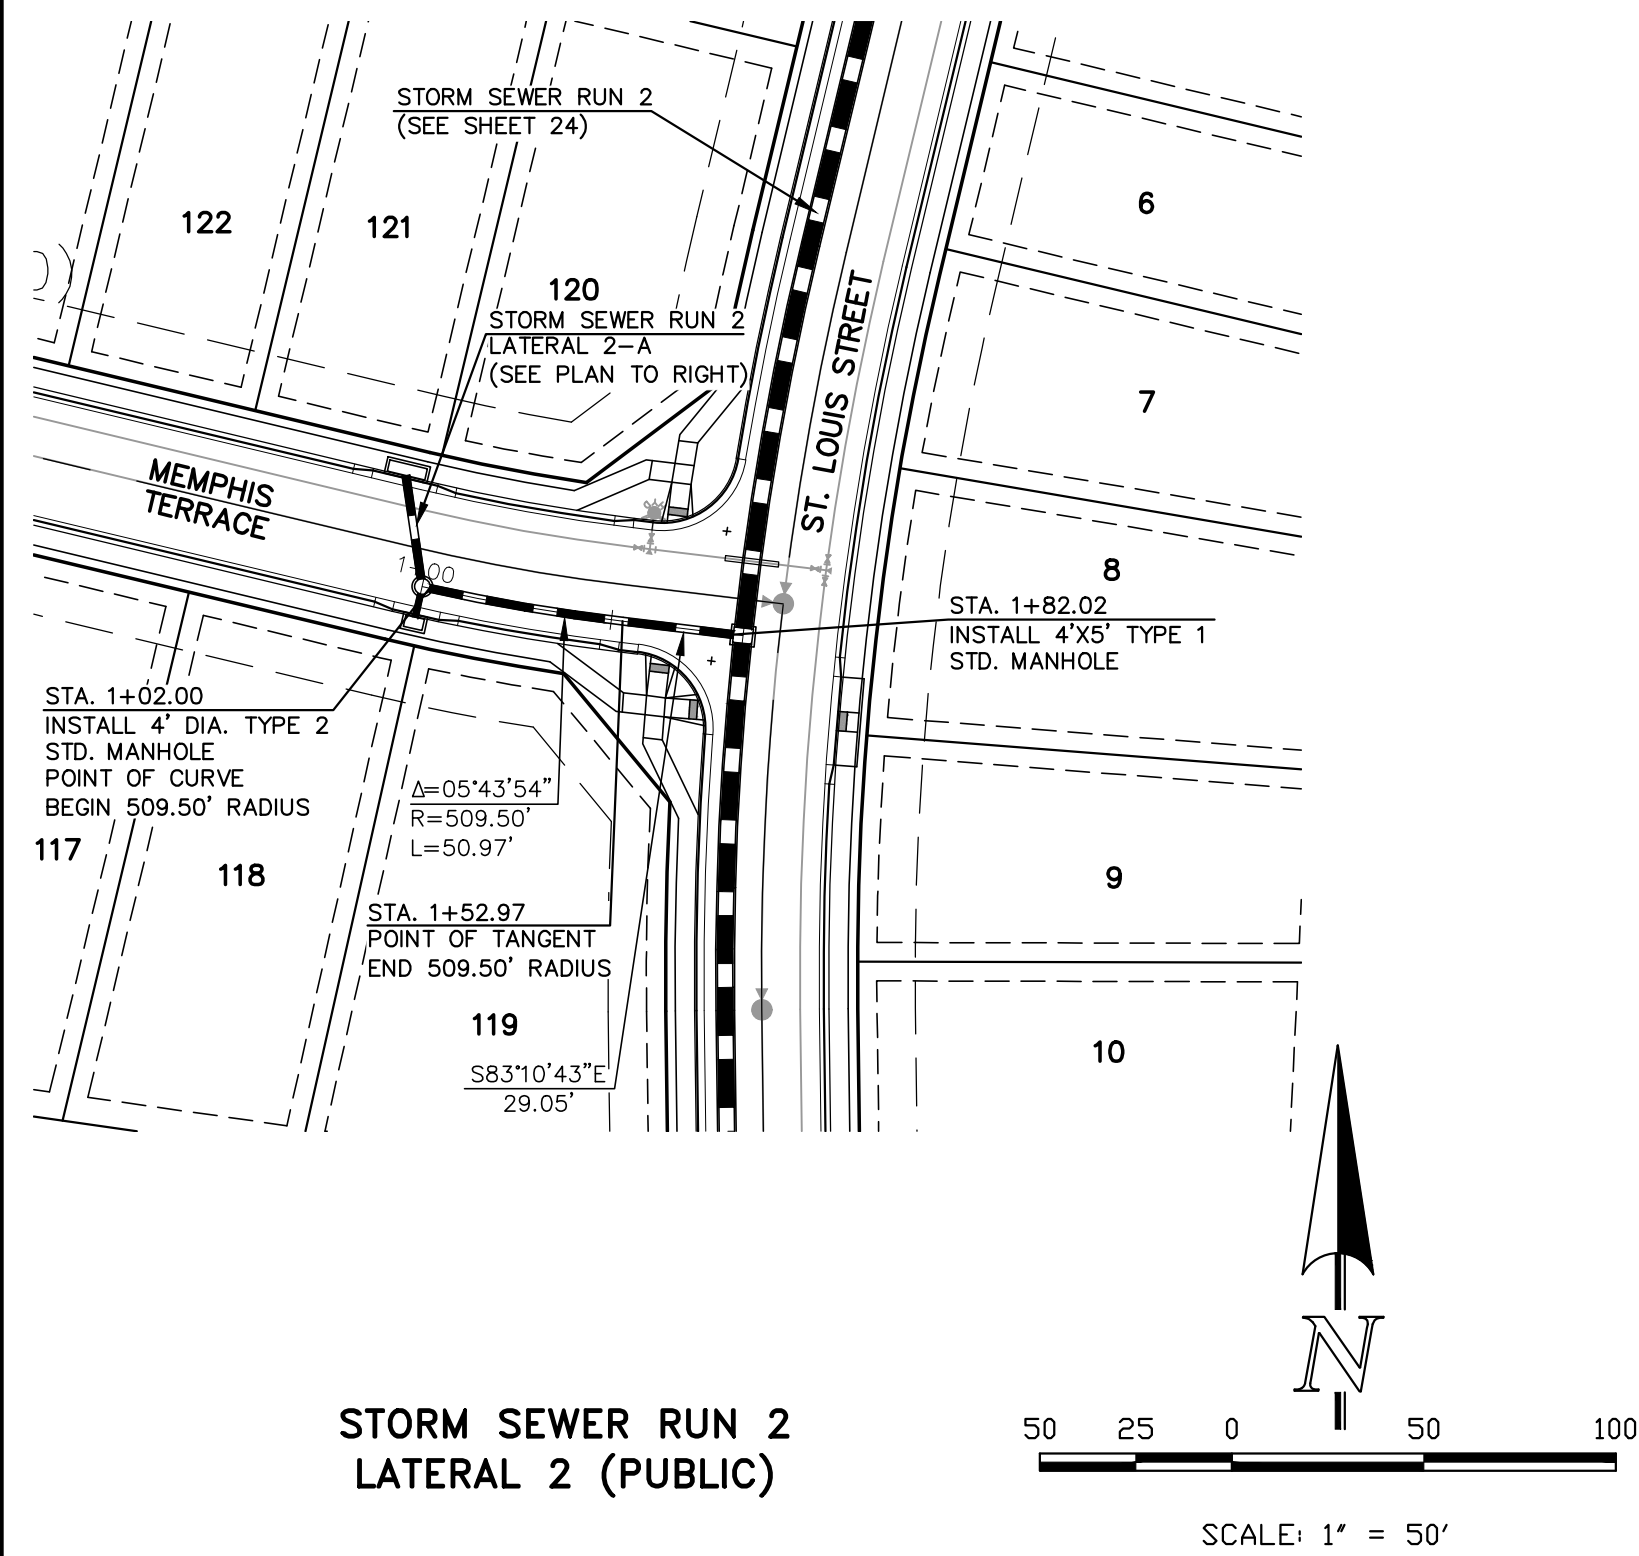 STORM SEWER RUN 2
(SEE SHEET 24)
122
121
120
6
STORM SEWER RUN 2
LATERAL 2-A
(SEE PLAN TO RIGHT)
ST. LOUIS STREET
7
MEMPHIS
TERRACE
1+00
8
STA. 1+82.02
INSTALL 4'X5' TYPE 1
STD. MANHOLE
STA. 1+02.00
INSTALL 4' DIA. TYPE 2
STD. MANHOLE
POINT OF CURVE
BEGIN 509.50' RADIUS
Δ=05°43'54"
R=509.50'
L=50.97'
117
118
9
STA. 1+52.97
POINT OF TANGENT
END 509.50' RADIUS
119
10
S83°10'43"E
29.05'
N
STORM SEWER RUN 2
LATERAL 2 (PUBLIC)
50 25 0 50 100
SCALE: 1" = 50'